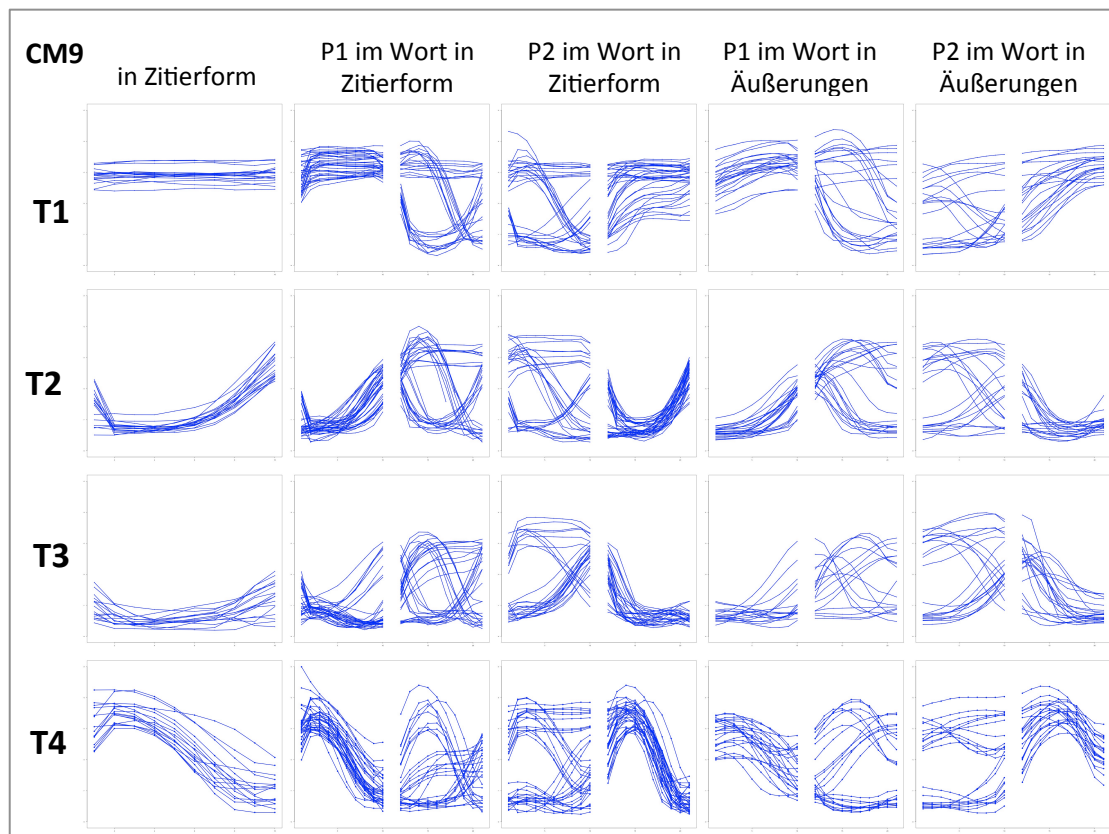 CM9
in Zitierform
P1 im Wort in
Zitierform
P2 im Wort in
Zitierform
P1 im Wort in
Äußerungen
P2 im Wort in
Äußerungen
T1
T2
T3
T4